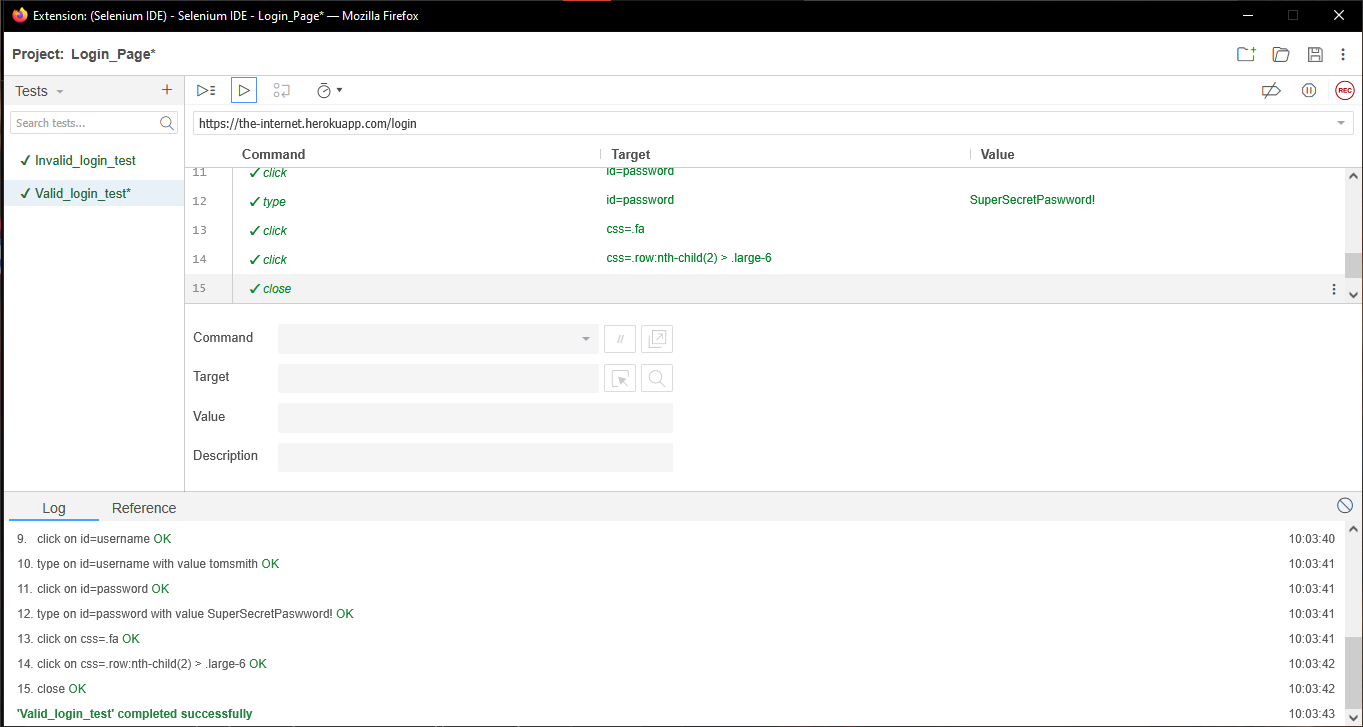 Extension: (Selenium IDE) - Selenium IDE - Login_Page* — Mozilla Firefox
Project: Login_Page*
Tests
REC
Search tests...
https://the-internet.herokuapp.com/login
Command Target Value
Invalid_login_test
Valid_login_test*
11 click id=password
12 type id=password SuperSecretPaswword!
13 click css=.fa
14 click css=.row:nth-child(2) > .large-6
15 close
Command //
Target
Value
Description
Log Reference
9. click on id=username OK 10:03:40
10. type on id=username with value tomsmith OK 10:03:41
11. click on id=password OK 10:03:41
12. type on id=password with value SuperSecretPaswword! OK 10:03:41
13. click on css=.fa OK 10:03:41
14. click on css=.row:nth-child(2) > .large-6 OK 10:03:42
15. close OK 10:03:42
'Valid_login_test' completed successfully 10:03:43